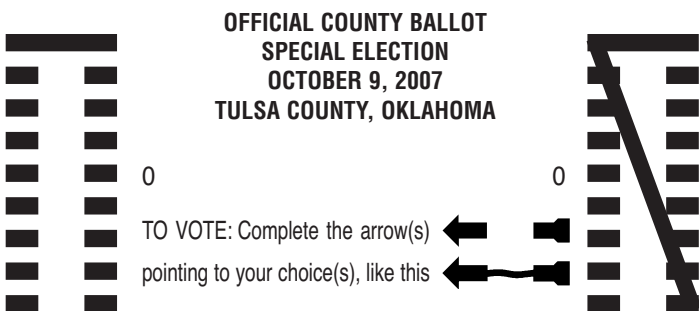 OFFICIAL COUNTY BALLOT
SPECIAL ELECTION
OCTOBER 9, 2007
TULSA COUNTY, OKLAHOMA
0 0
TO VOTE: Complete the arrow(s)
pointing to your choice(s), like this